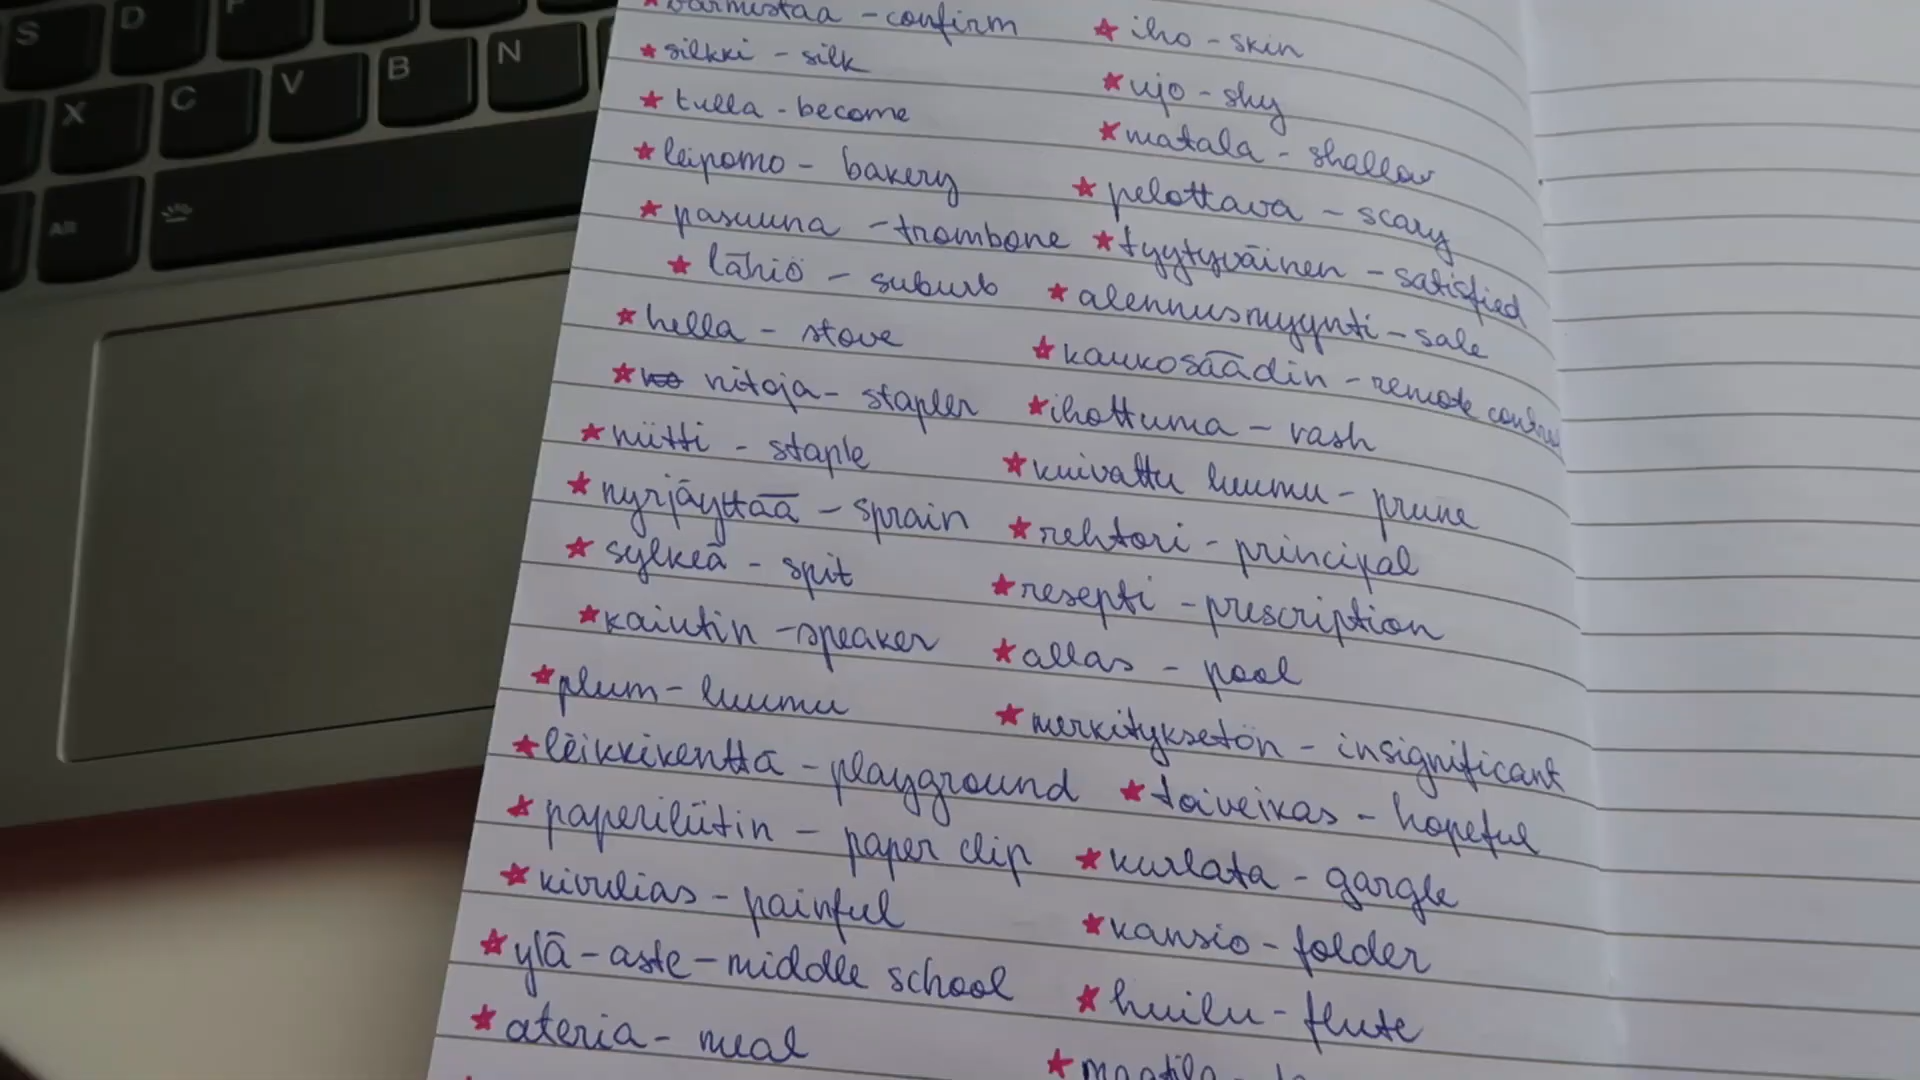 S D F
X C V B N
Alt
varmistaa - confirm
★ silkki - silk
★ tulla - become
★ leipomo - bakery
★ pasuuna - trombone
★ lähiö - suburb
★ hella - stove
★ nitoja - stapler
★ niitti - staple
★ nyrjäyttää - sprain
★ sylkeä - spit
★ kaiutin - speaker
★ plum - luumu
★ leikkikenttä - playground
★ paperiliitin - paper clip
★ kivulias - painful
★ ylä-aste - middle school
★ ateria - meal
★ iho - skin
★ ujo - shy
★ matala - shallow
★ pelottava - scary
★ tyytyväinen - satisfied
★ alennusmyynti - sale
★ kaukosäädin - remote control
★ ihottuma - rash
★ kuivattu luumu - prune
★ rehtori - principal
★ resepti - prescription
★ allas - pool
★ merkityksetön - insignificant
★ toiveikas - hopeful
★ kurlata - gargle
★ kansio - folder
★ huilu - flute